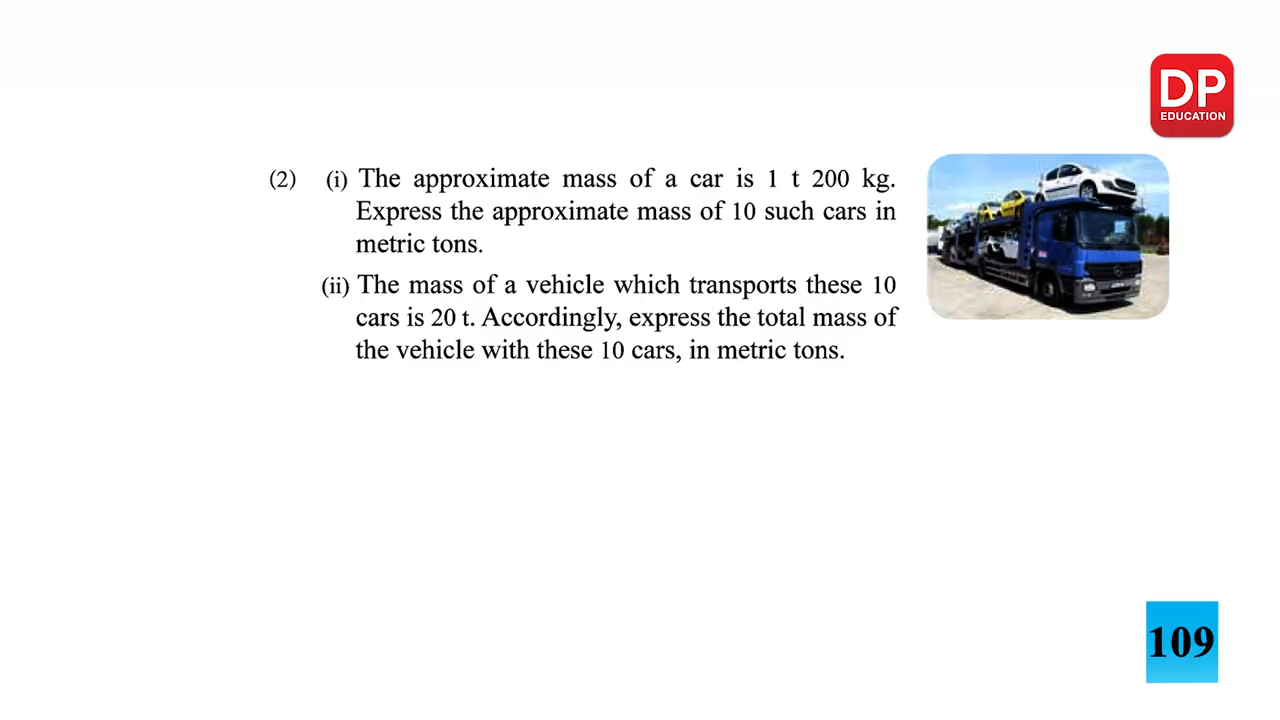 DP
EDUCATION
(2) (i) The approximate mass of a car is 1 t 200 kg.
Express the approximate mass of 10 such cars in
metric tons.
(ii) The mass of a vehicle which transports these 10
cars is 20 t. Accordingly, express the total mass of
the vehicle with these 10 cars, in metric tons.
109